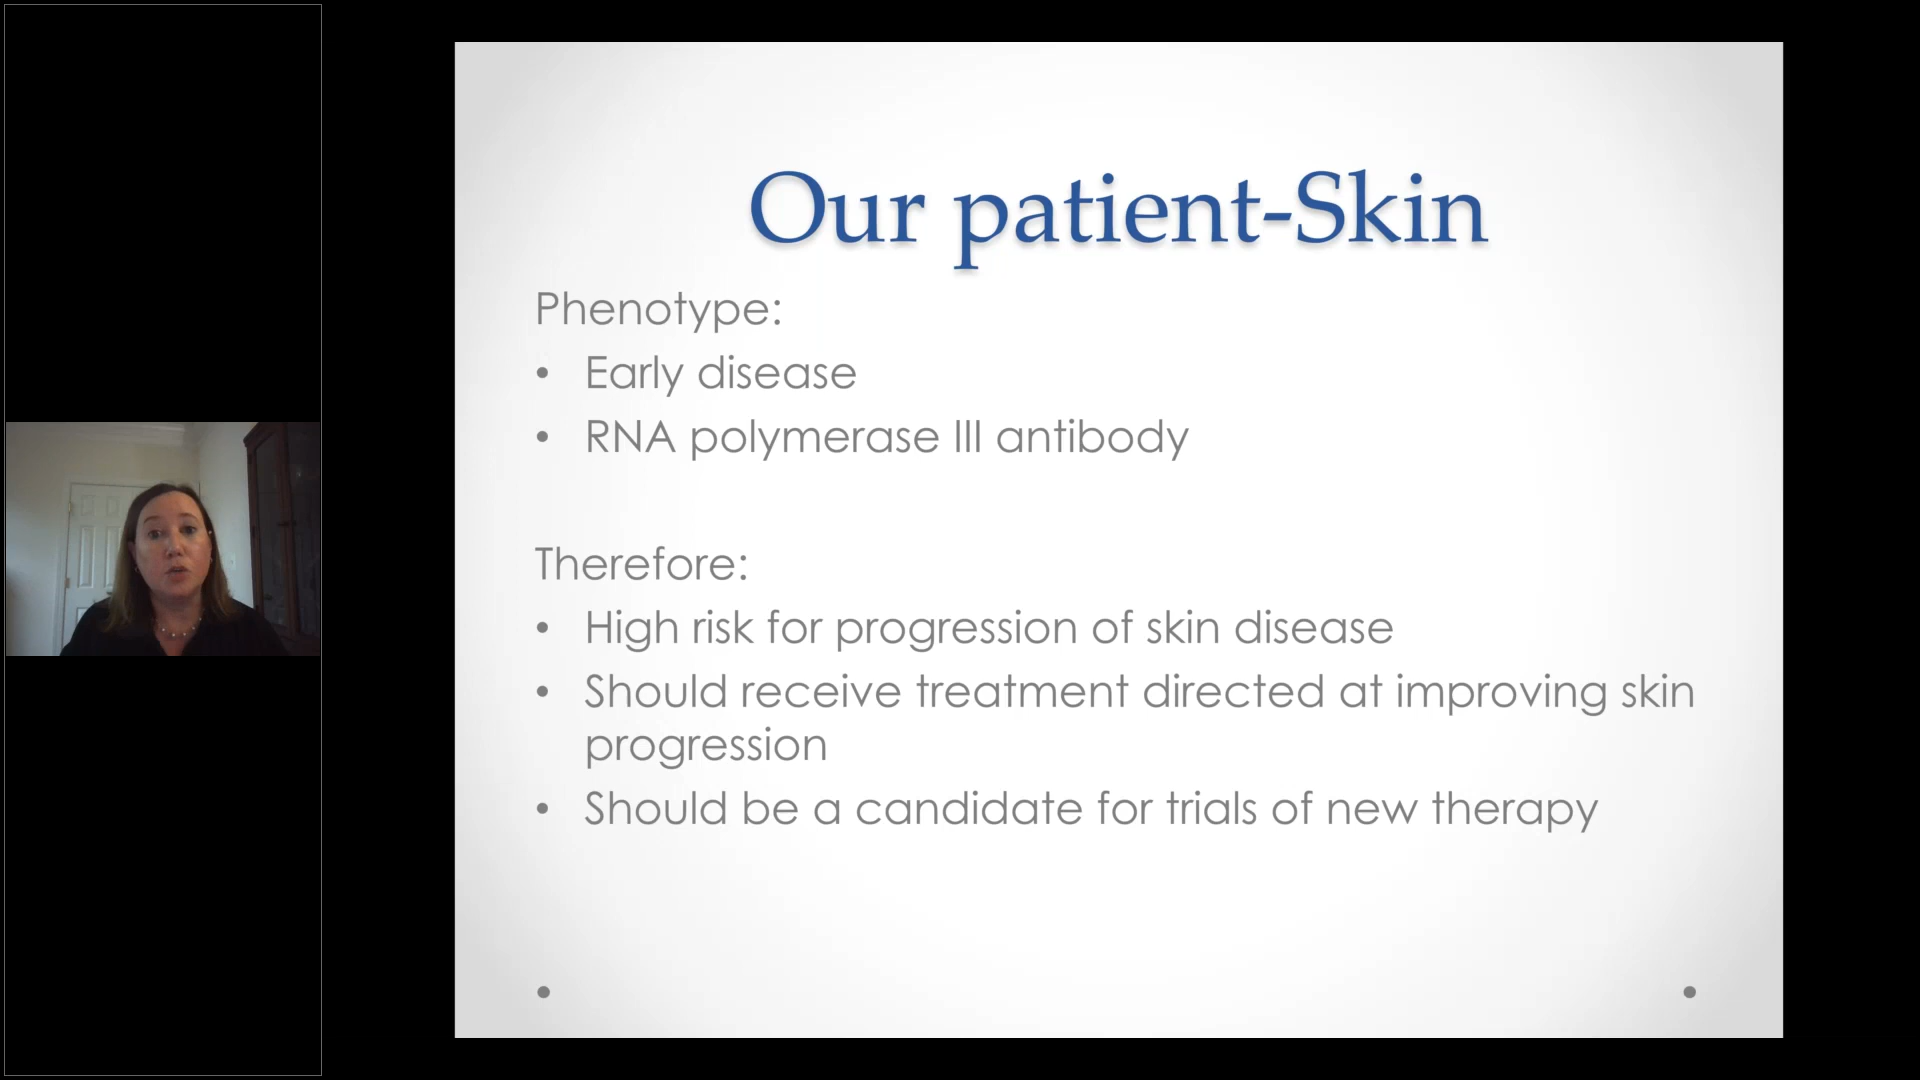 Our patient-Skin
Phenotype:
• Early disease
• RNA polymerase III antibody
Therefore:
• High risk for progression of skin disease
• Should receive treatment directed at improving skin
progression
• Should be a candidate for trials of new therapy